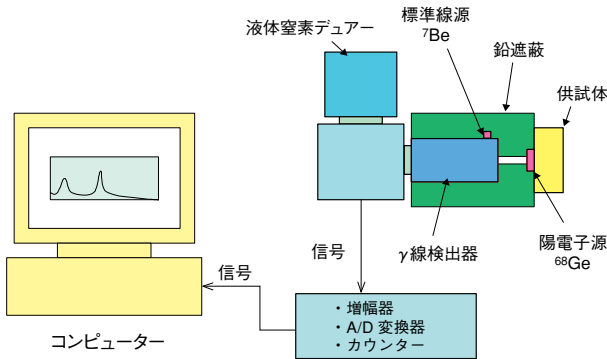 液体窒素デュアー
標準線源
⁷Be
鉛遮蔽
供試体
γ線検出器
陽電子源
⁶⁸Ge
信号
信号
・増幅器
・A/D 変換器
・カウンター
コンピューター